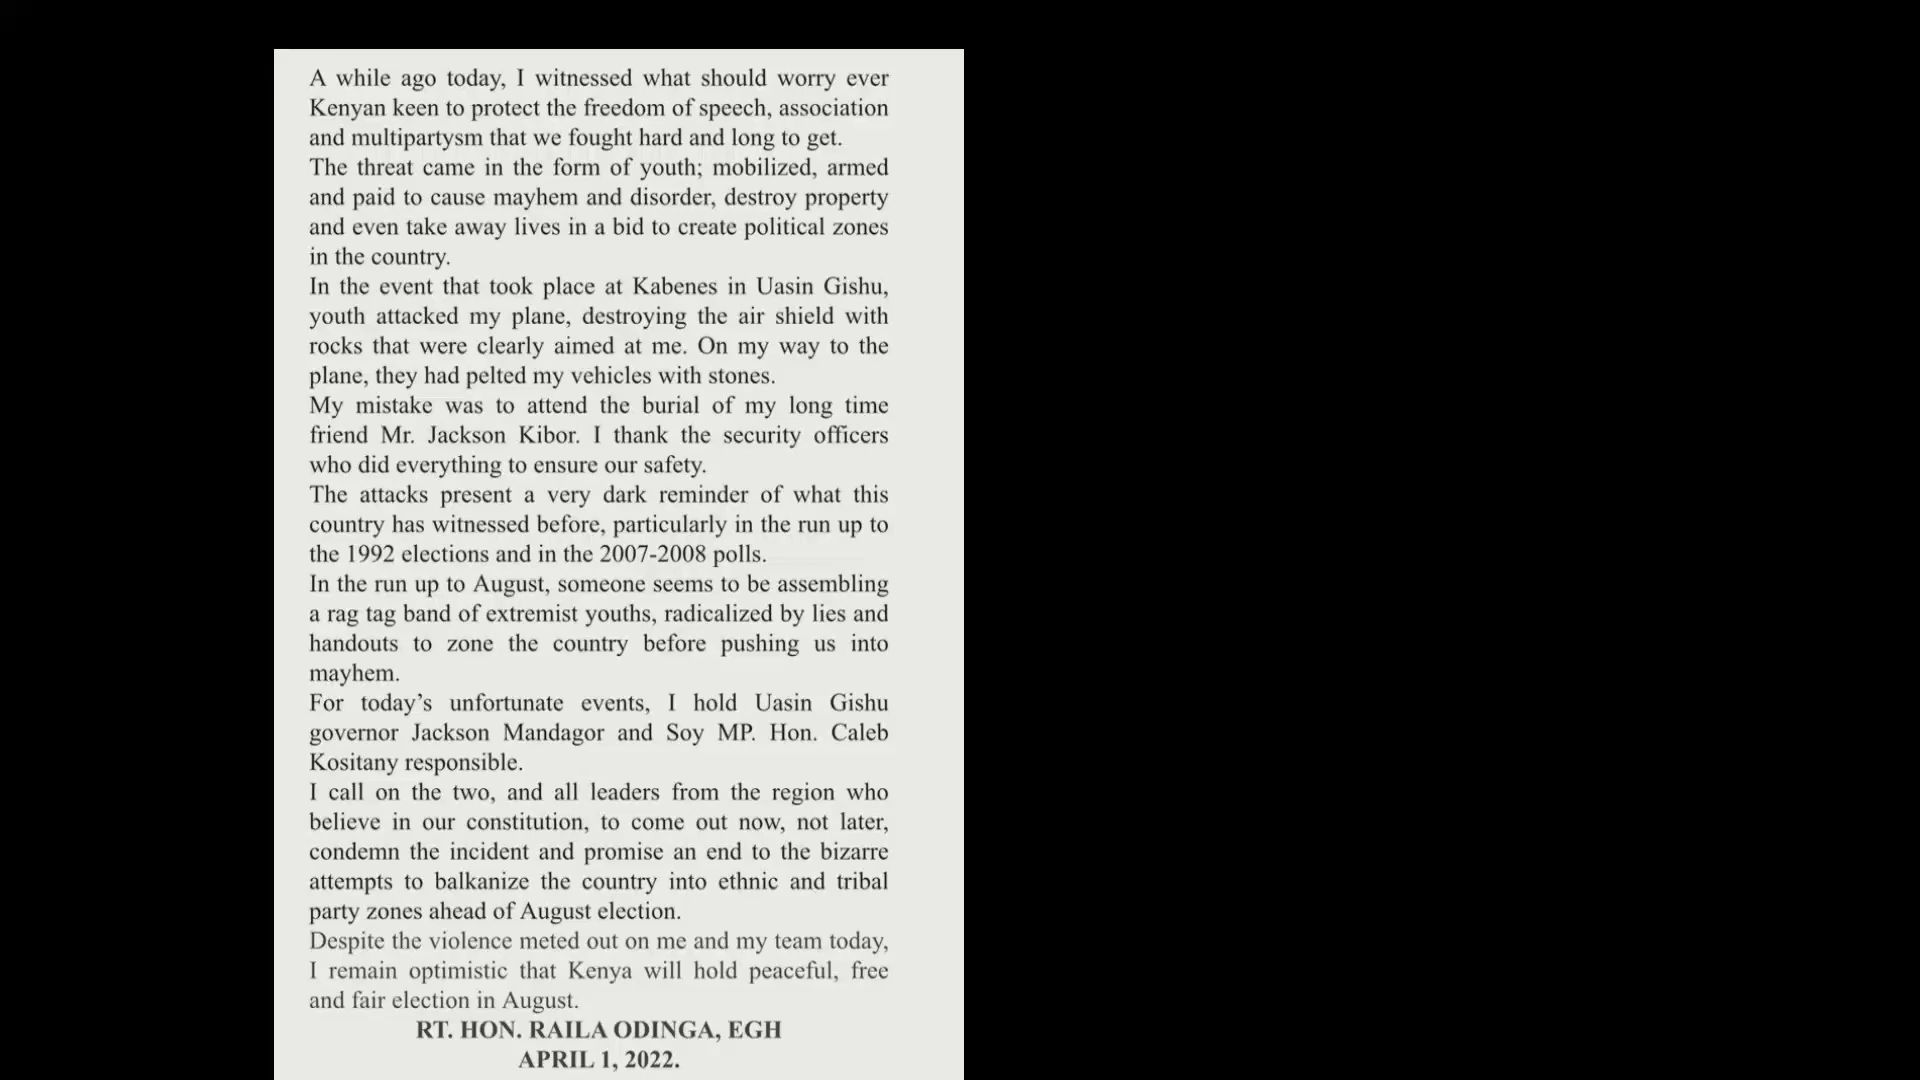 A while ago today, I witnessed what should worry ever
Kenyan keen to protect the freedom of speech, association
and multipartysm that we fought hard and long to get.
The threat came in the form of youth; mobilized, armed
and paid to cause mayhem and disorder, destroy property
and even take away lives in a bid to create political zones
in the country.
In the event that took place at Kabenes in Uasin Gishu,
youth attacked my plane, destroying the air shield with
rocks that were clearly aimed at me. On my way to the
plane, they had pelted my vehicles with stones.
My mistake was to attend the burial of my long time
friend Mr. Jackson Kibor. I thank the security officers
who did everything to ensure our safety.
The attacks present a very dark reminder of what this
country has witnessed before, particularly in the run up to
the 1992 elections and in the 2007-2008 polls.
In the run up to August, someone seems to be assembling
a rag tag band of extremist youths, radicalized by lies and
handouts to zone the country before pushing us into
mayhem.
For today’s unfortunate events, I hold Uasin Gishu
governor Jackson Mandagor and Soy MP. Hon. Caleb
Kositany responsible.
I call on the two, and all leaders from the region who
believe in our constitution, to come out now, not later,
condemn the incident and promise an end to the bizarre
attempts to balkanize the country into ethnic and tribal
party zones ahead of August election.
Despite the violence meted out on me and my team today,
I remain optimistic that Kenya will hold peaceful, free
and fair election in August.
RT. HON. RAILA ODINGA, EGH
APRIL 1, 2022.